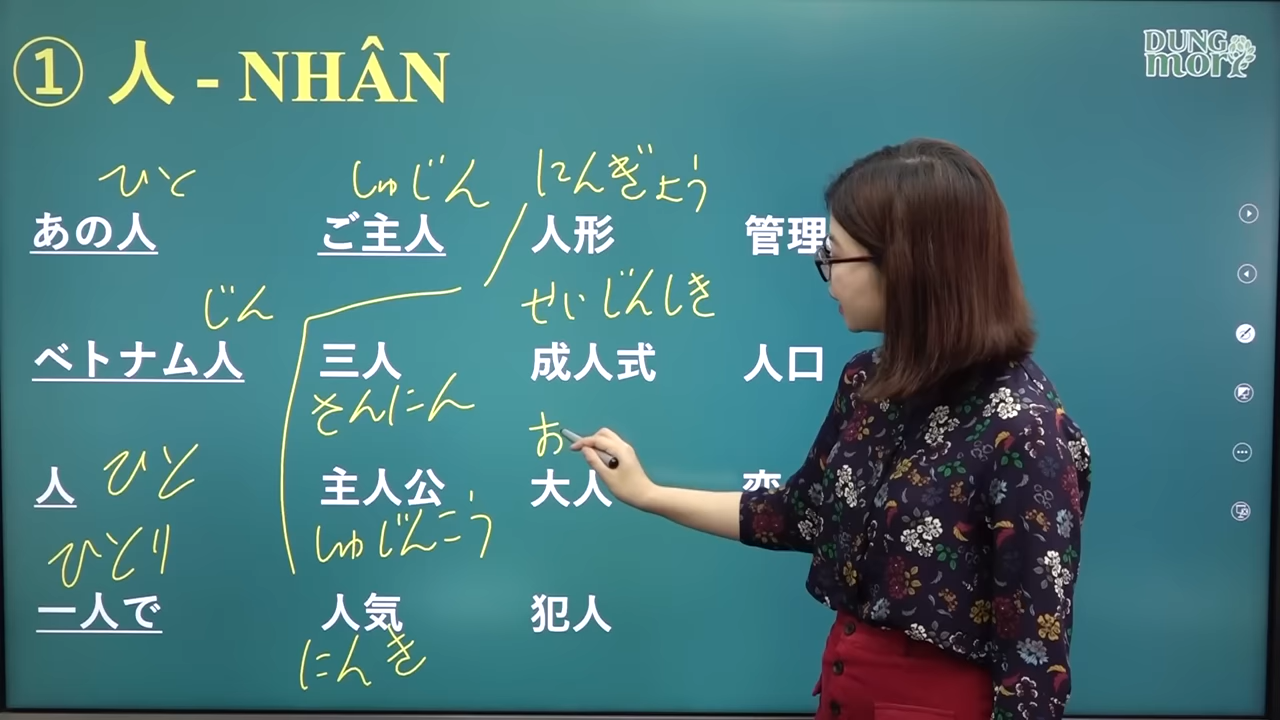 ① 人 - NHÂN
DUNG
mori
ひと
しゅじん
にんぎょう
あの人
ご主人
人形
管理
じん
せいじんしき
ベトナム人
三人
成人式
人口
さんにん
お
人
ひと
主人公
大人
ひとり
しゅじんこう
一人で
人気
犯人
にんき